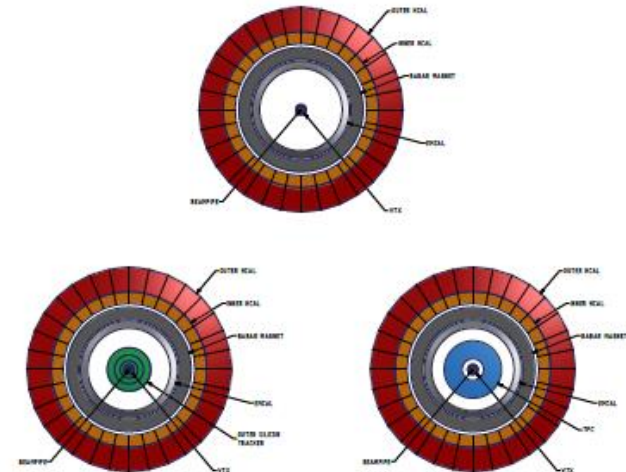 OUTER HCAL
INNER HCAL
BABAR MAGNET
EMCAL
BEAMPIPE
VTX
OUTER HCAL
INNER HCAL
BABAR MAGNET
EMCAL
OUTER SILICON
TRACKER
BEAMPIPE
VTX
OUTER HCAL
INNER HCAL
BABAR MAGNET
EMCAL
TPC
BEAMPIPE
VTX